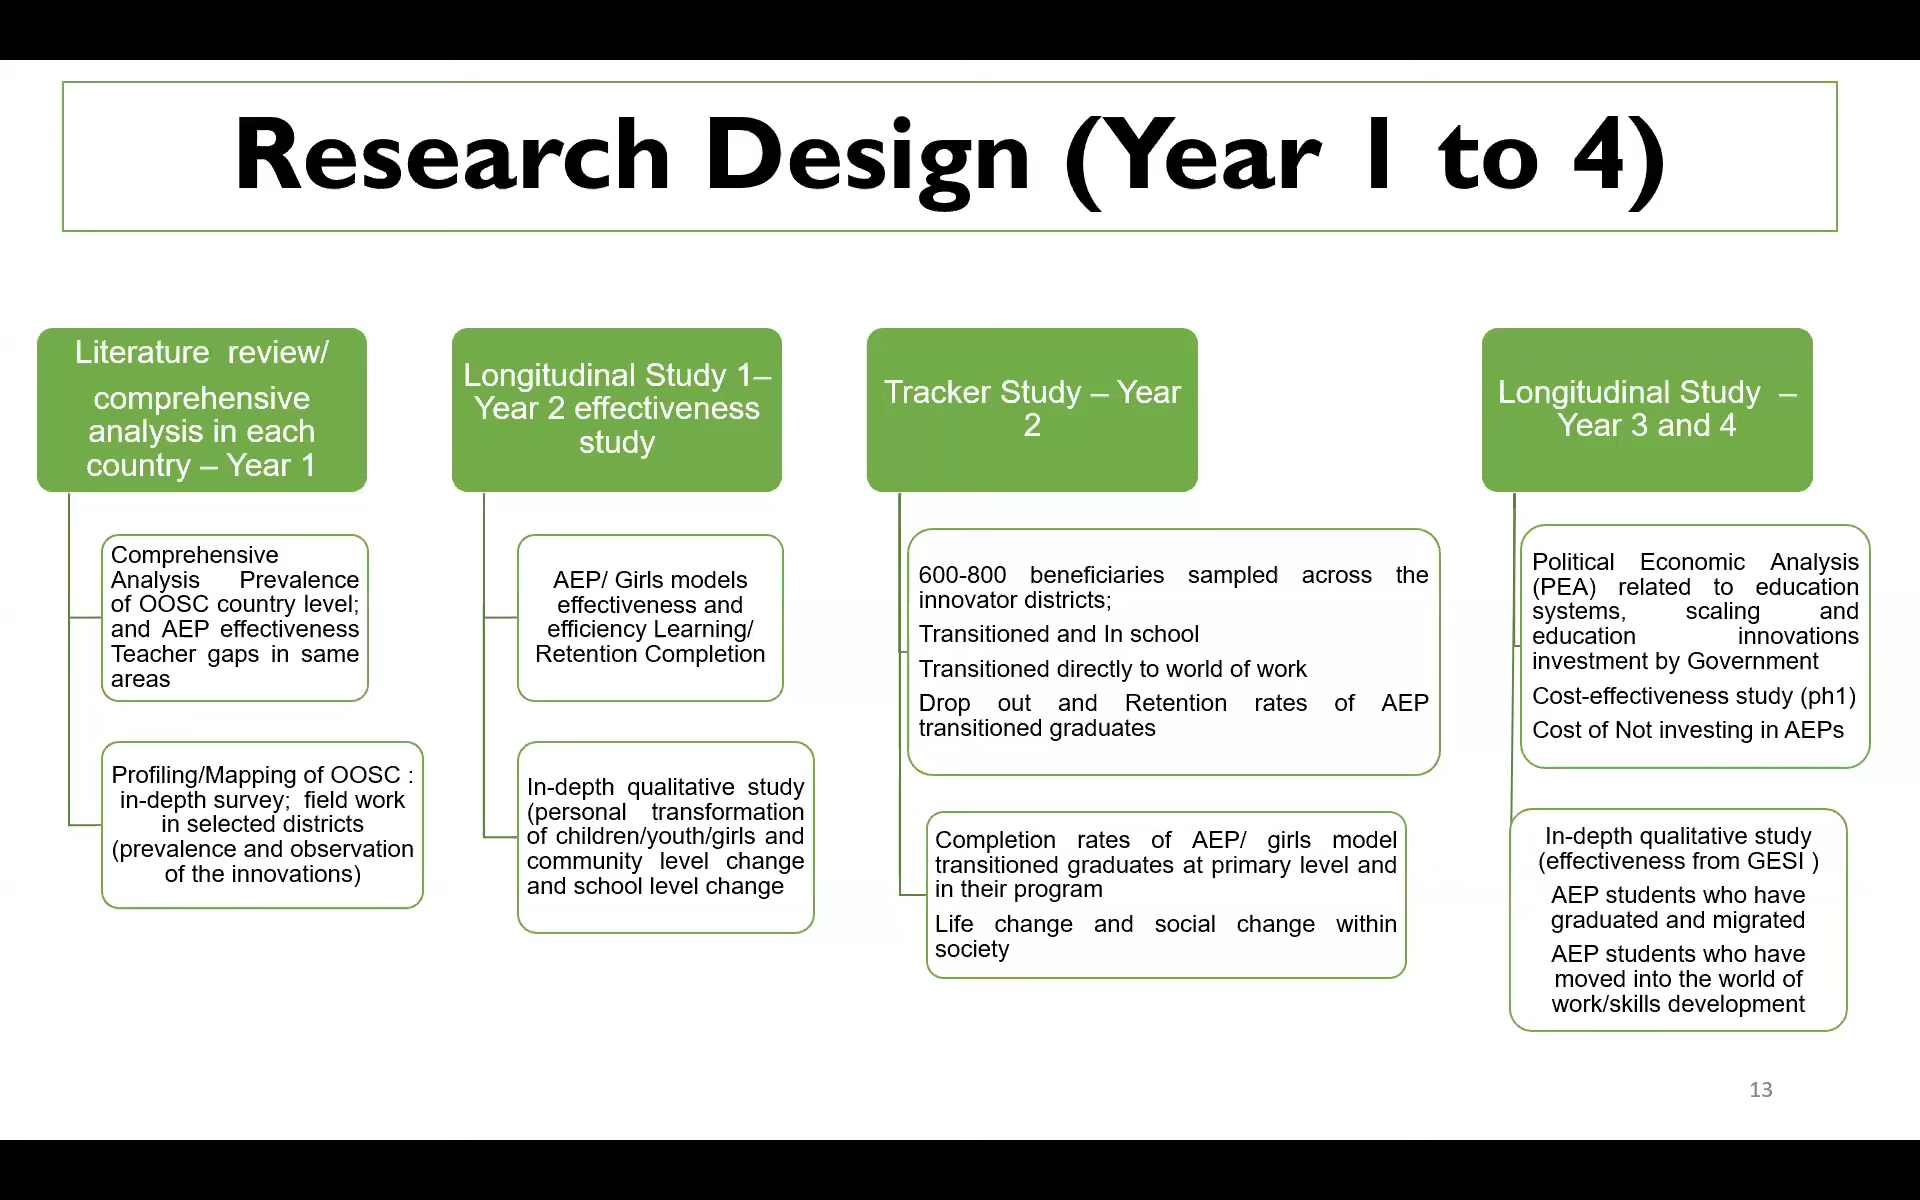 Research Design (Year 1 to 4)
Literature review/
comprehensive
analysis in each
country – Year 1
Comprehensive
Analysis Prevalence
of OOSC country level;
and AEP effectiveness
Teacher gaps in same
areas
Profiling/Mapping of OOSC :
in-depth survey; field work
in selected districts
(prevalence and observation
of the innovations)
Longitudinal Study 1–
Year 2 effectiveness
study
AEP/ Girls models
effectiveness and
efficiency Learning/
Retention Completion
In-depth qualitative study
(personal transformation
of children/youth/girls and
community level change
and school level change
Tracker Study – Year
2
600-800 beneficiaries sampled across the
innovator districts;
Transitioned and In school
Transitioned directly to world of work
Drop out and Retention rates of AEP
transitioned graduates
Completion rates of AEP/ girls model
transitioned graduates at primary level and
in their program
Life change and social change within
society
Longitudinal Study –
Year 3 and 4
Political Economic Analysis
(PEA) related to education
systems, scaling and
education innovations
investment by Government
Cost-effectiveness study (ph1)
Cost of Not investing in AEPs
In-depth qualitative study
(effectiveness from GESI )
AEP students who have
graduated and migrated
AEP students who have
moved into the world of
work/skills development
13